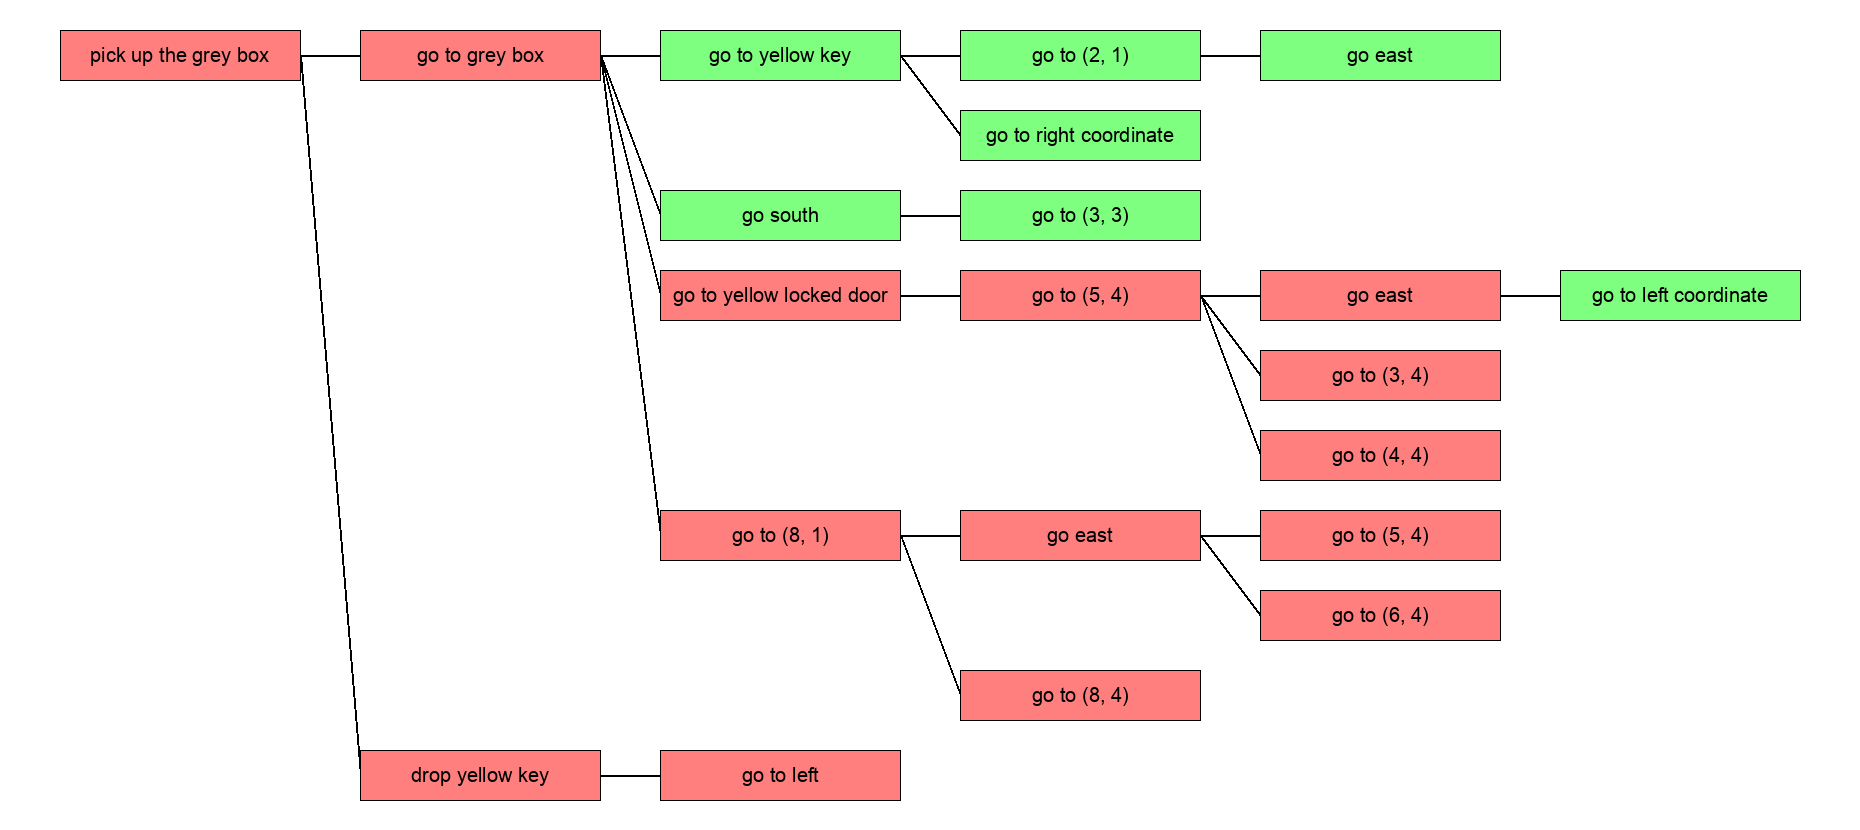 pick up the grey box
go to grey box
go to yellow key
go to (2, 1)
go east
go to right coordinate
go south
go to (3, 3)
go to yellow locked door
go to (5, 4)
go east
go to left coordinate
go to (3, 4)
go to (4, 4)
go to (8, 1)
go east
go to (5, 4)
go to (6, 4)
go to (8, 4)
drop yellow key
go to left